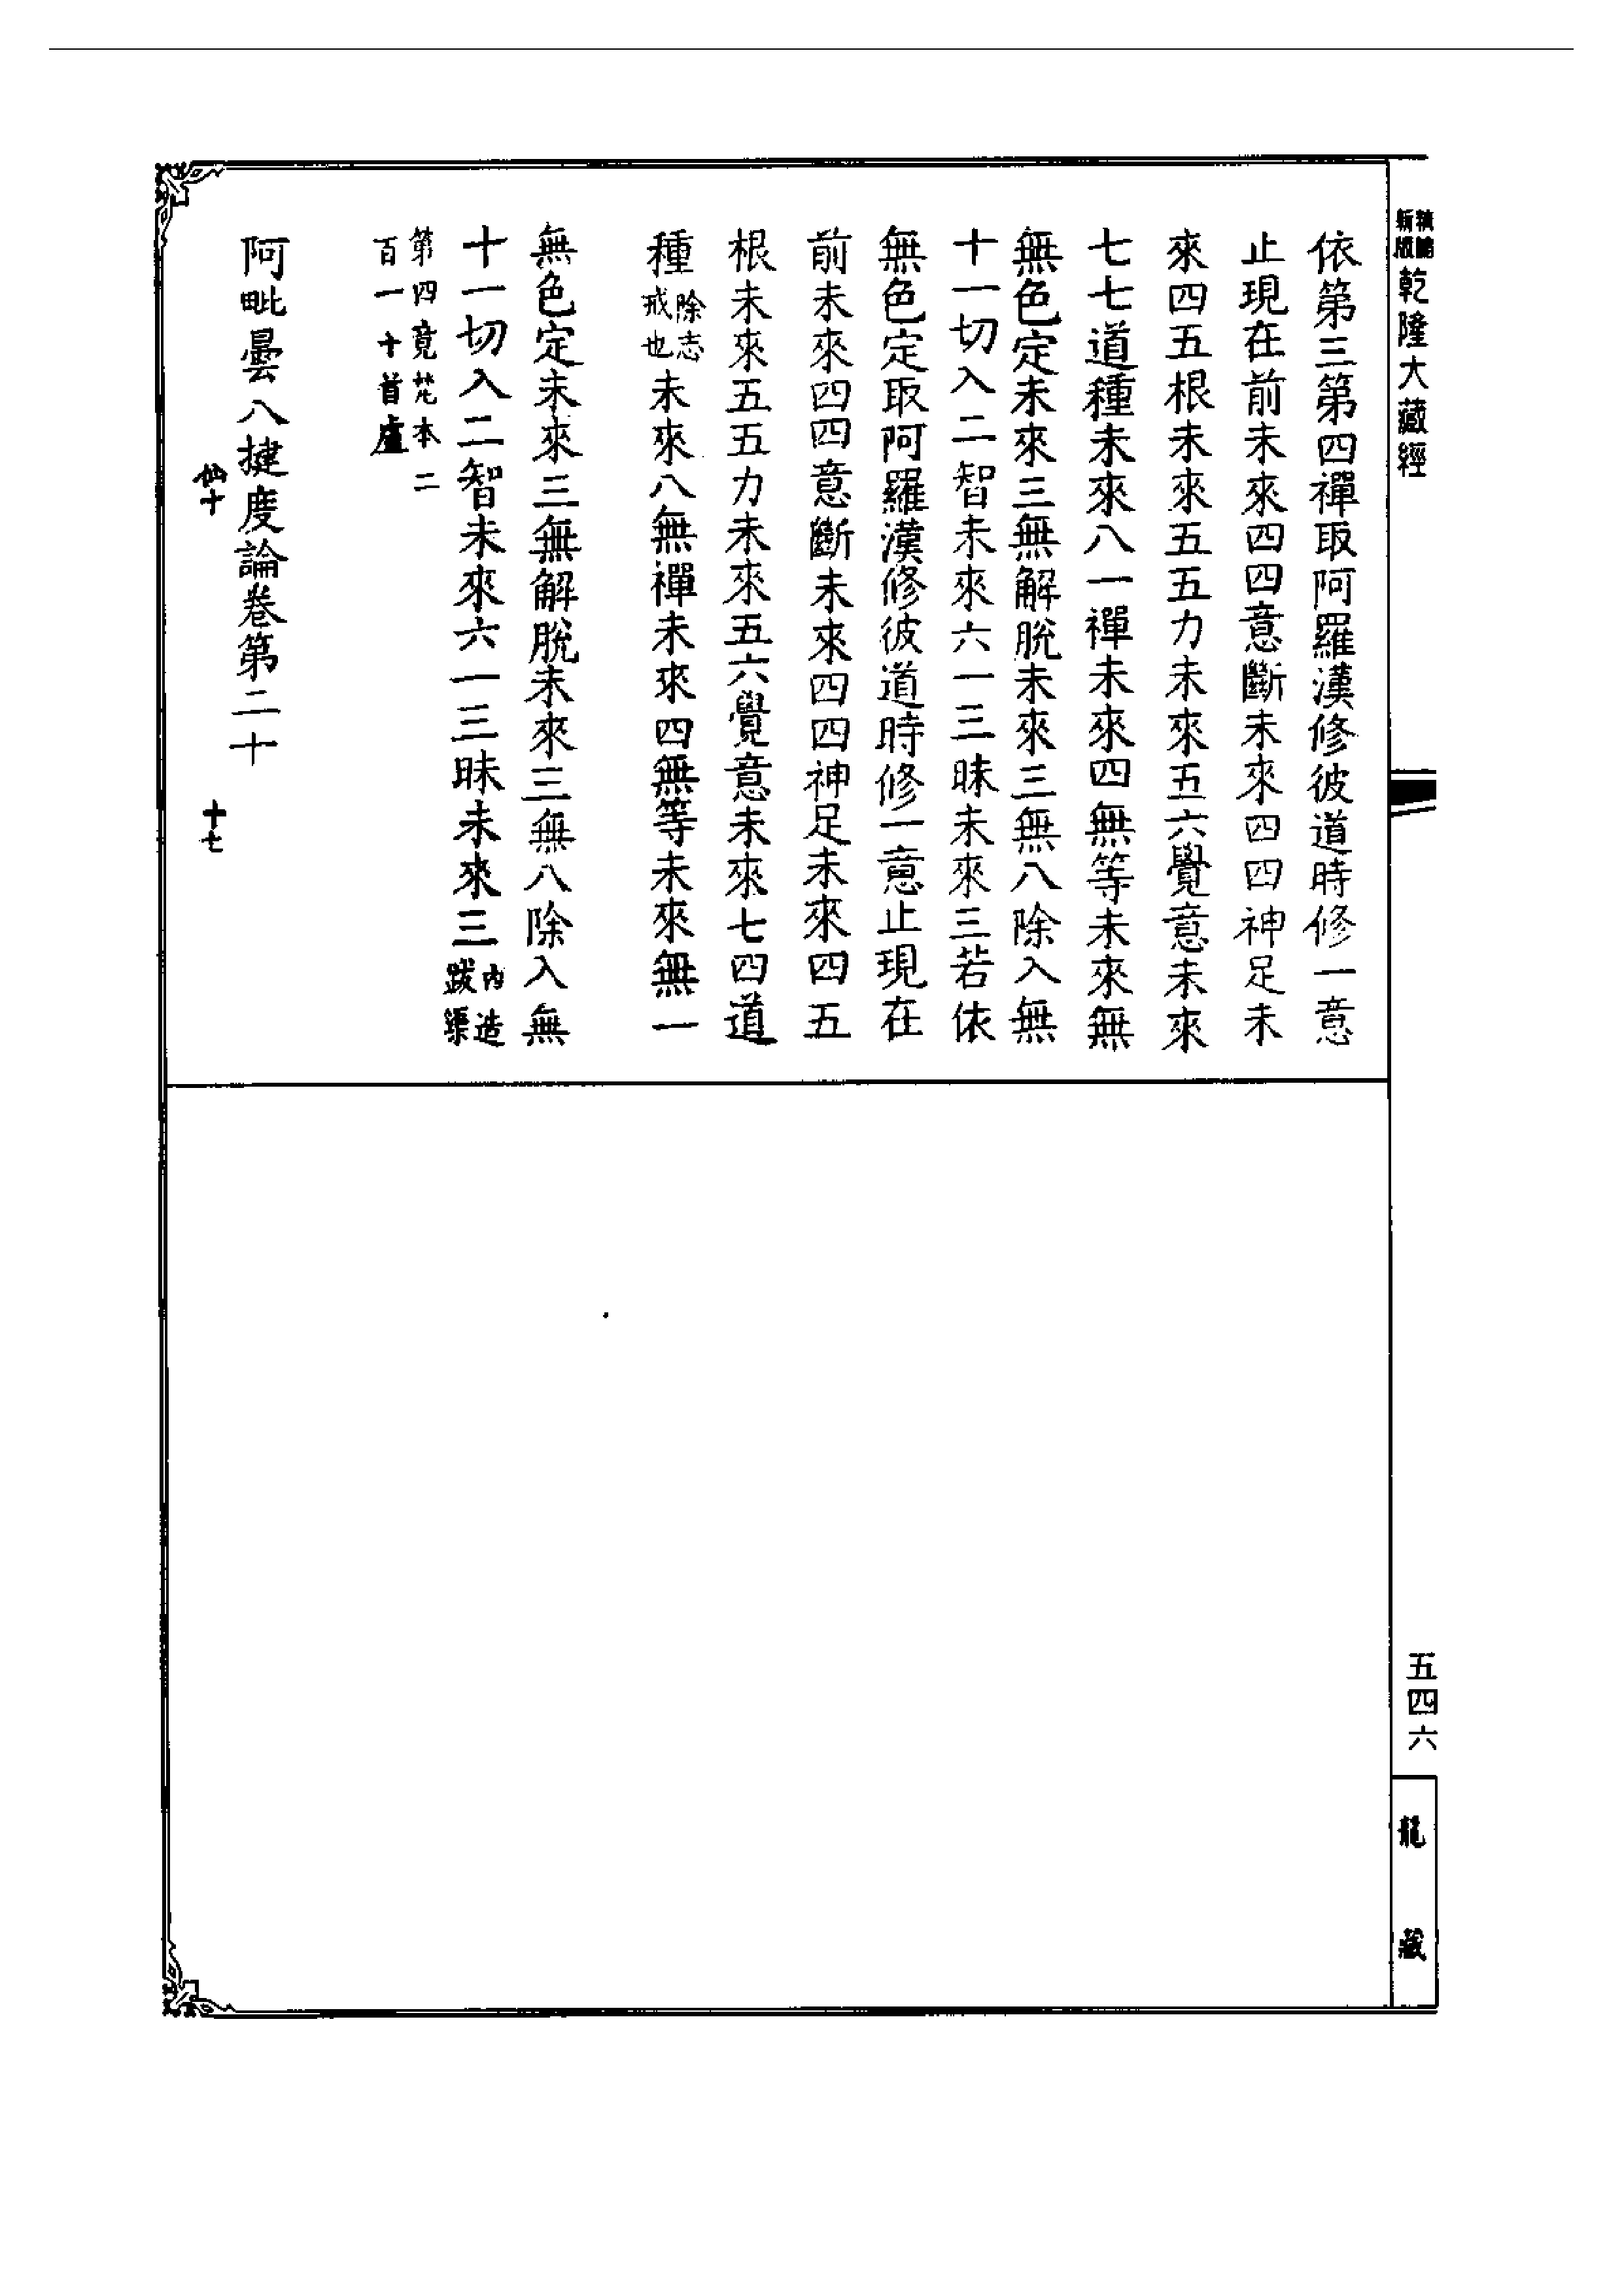 新版 精縮 乾隆大藏經
依第三第四禪取阿羅漢修彼道時修一意
止現在前未來四四意斷未來四四神足未
來四五根未來五五力未來五六覺意未來
七七道種未來八一禪未來四無等未來無
無色定未來三無解脫未來三無八除入無
十一切入二智未來六一三昧未來三若依
無色定取阿羅漢修彼道時修一意止現在
前未來四四意斷未來四四神足未來四五
根未來五五力未來五六覺意未來七四道
種除志戒也未來八無禪未來四無等未來無一
無色定未來三無解脫未來三無八除入無
十一切入二智未來六一三昧未來三內造跋渠
第四竟梵本二
百一十首盧
阿毗曇八揵度論卷第二十
仙十 十七
五四六
龍藏